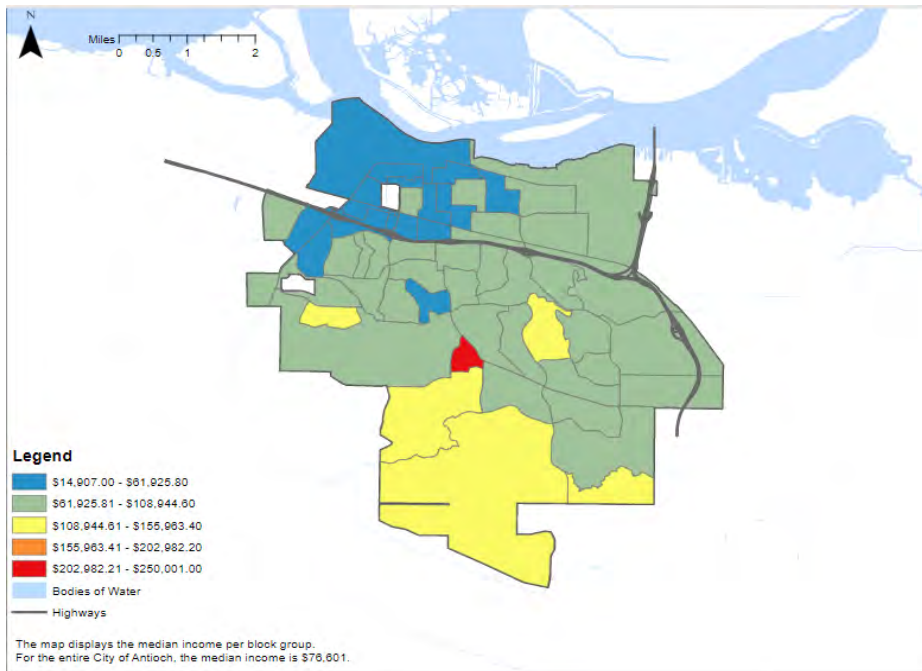 N
Miles
0 0.5 1 2
Legend
$14,907.00 - $61,925.80
$61,925.81 - $108,944.60
$108,944.61 - $155,963.40
$155,963.41 - $202,982.20
$202,982.21 - $250,001.00
Bodies of Water
Highways
The map displays the median income per block group.
For the entire City of Antioch, the median income is $76,601.